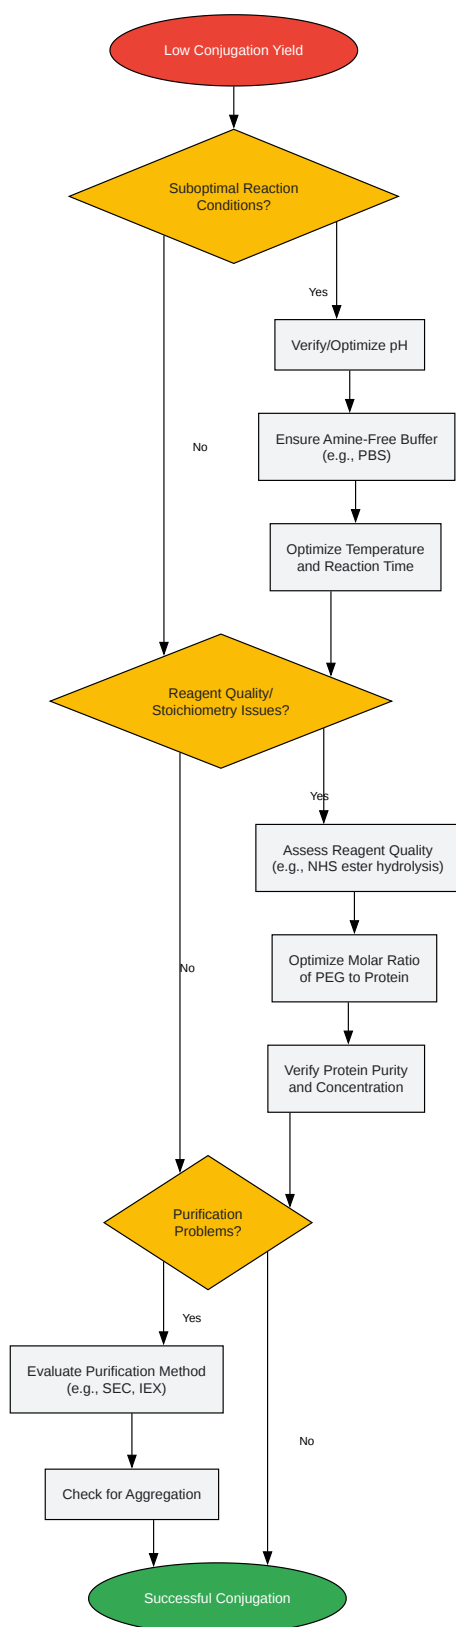 Low Conjugation Yield
Suboptimal Reaction
Conditions?
Yes
Verify/Optimize pH
No
Ensure Amine-Free Buffer
(e.g., PBS)
Optimize Temperature
and Reaction Time
Reagent Quality/
Stoichiometry Issues?
Yes
Assess Reagent Quality
(e.g., NHS ester hydrolysis)
No
Optimize Molar Ratio
of PEG to Protein
Verify Protein Purity
and Concentration
Purification
Problems?
Yes
Evaluate Purification Method
(e.g., SEC, IEX)
No
Check for Aggregation
Successful Conjugation